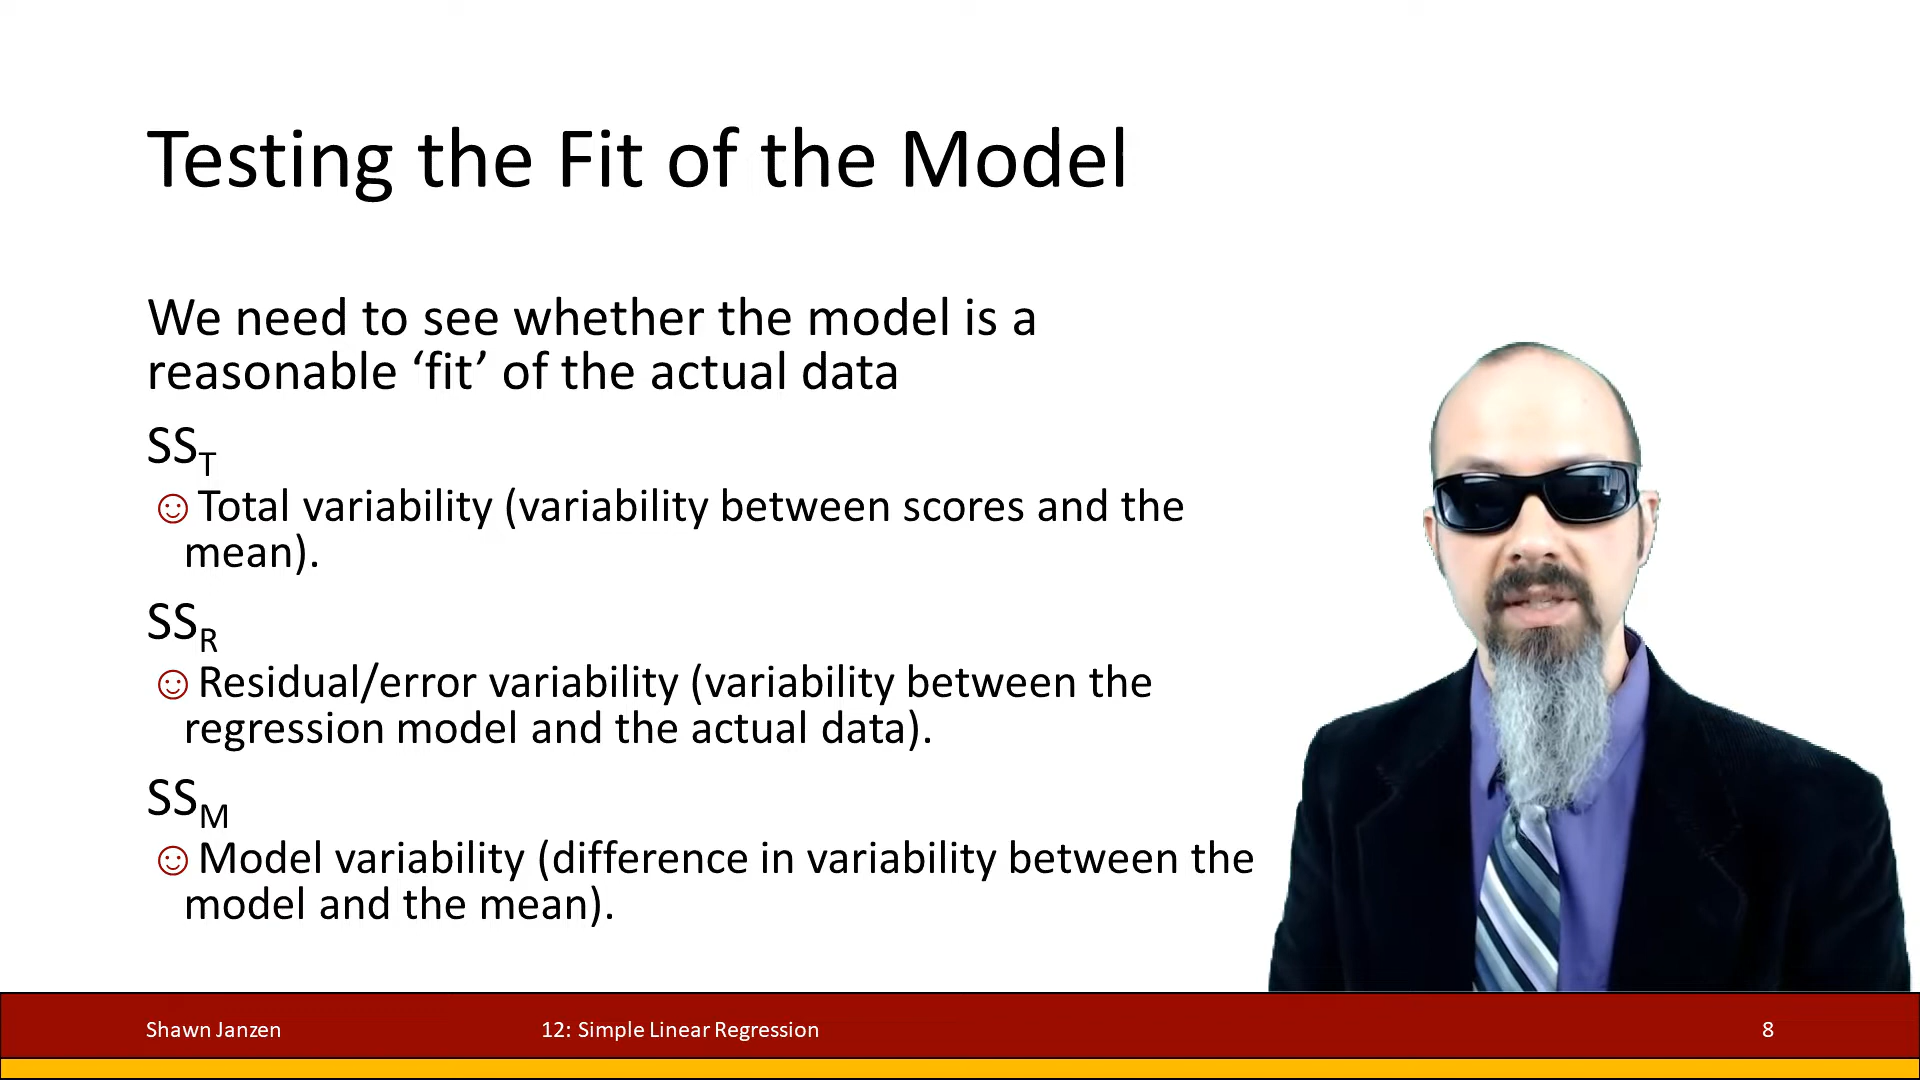 Testing the Fit of the Model
We need to see whether the model is a
reasonable ‘fit’ of the actual data
SST
☺Total variability (variability between scores and the
mean).
SSR
☺Residual/error variability (variability between the
regression model and the actual data).
SSM
☺Model variability (difference in variability between the
model and the mean).
Shawn Janzen 12: Simple Linear Regression 8